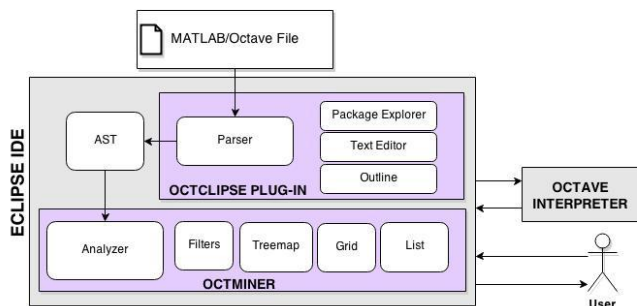 MATLAB/Octave File
ECLIPSE IDE
AST
Parser
Package Explorer
Text Editor
Outline
OCTCLIPSE PLUG-IN
OCTAVE
INTERPRETER
Analyzer
Filters
Treemap
Grid
List
OCTMINER
User